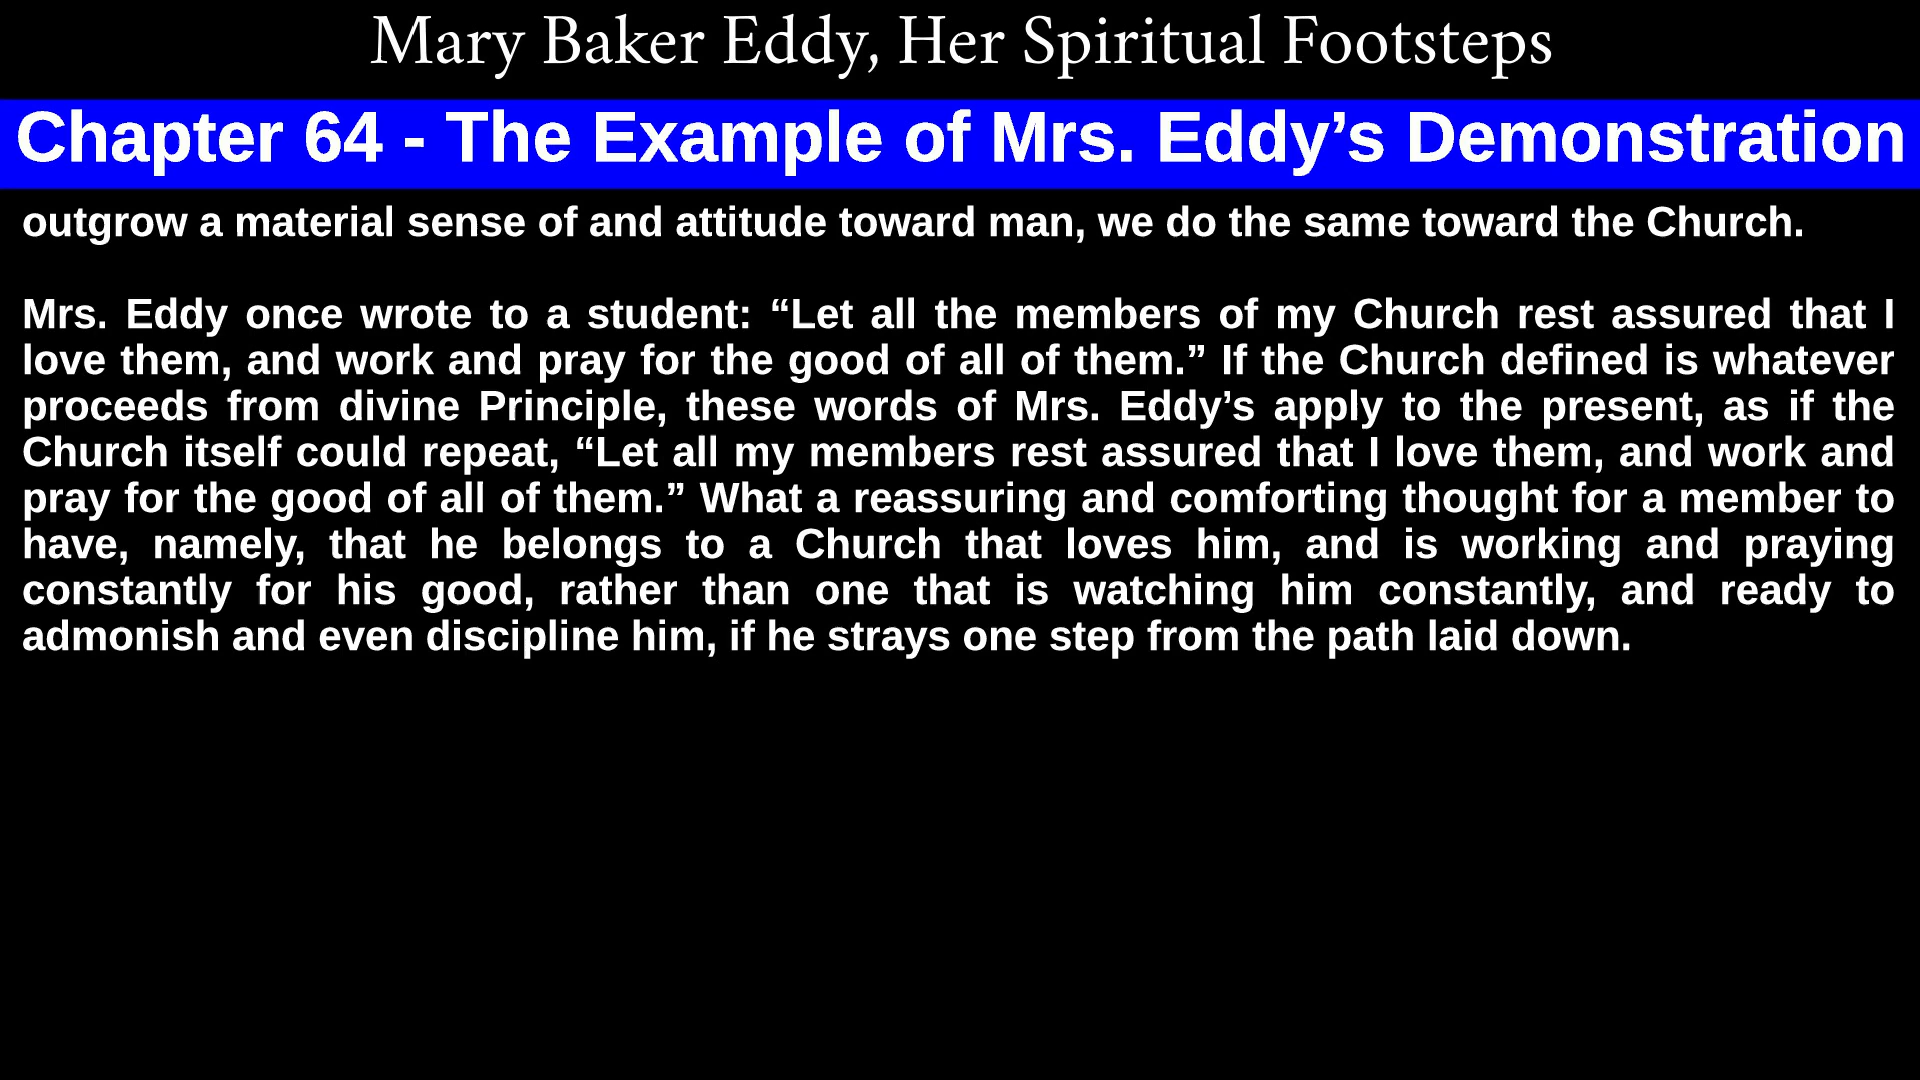 Mary Baker Eddy, Her Spiritual Footsteps
Chapter 64 - The Example of Mrs. Eddy’s Demonstration
outgrow a material sense of and attitude toward man, we do the same toward the Church.
Mrs. Eddy once wrote to a student: “Let all the members of my Church rest assured that I
love them, and work and pray for the good of all of them.” If the Church defined is whatever
proceeds from divine Principle, these words of Mrs. Eddy’s apply to the present, as if the
Church itself could repeat, “Let all my members rest assured that I love them, and work and
pray for the good of all of them.” What a reassuring and comforting thought for a member to
have, namely, that he belongs to a Church that loves him, and is working and praying
constantly for his good, rather than one that is watching him constantly, and ready to
admonish and even discipline him, if he strays one step from the path laid down.